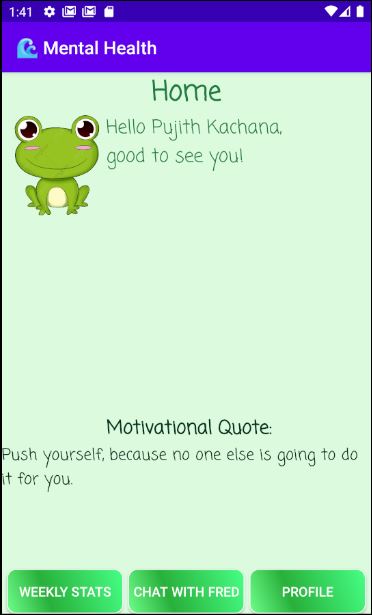 1:41
🌊 Mental Health
Home
Hello Pujith Kachana,
good to see you!
Motivational Quote:
Push yourself, because no one else is going to do
it for you.
WEEKLY STATS
CHAT WITH FRED
PROFILE